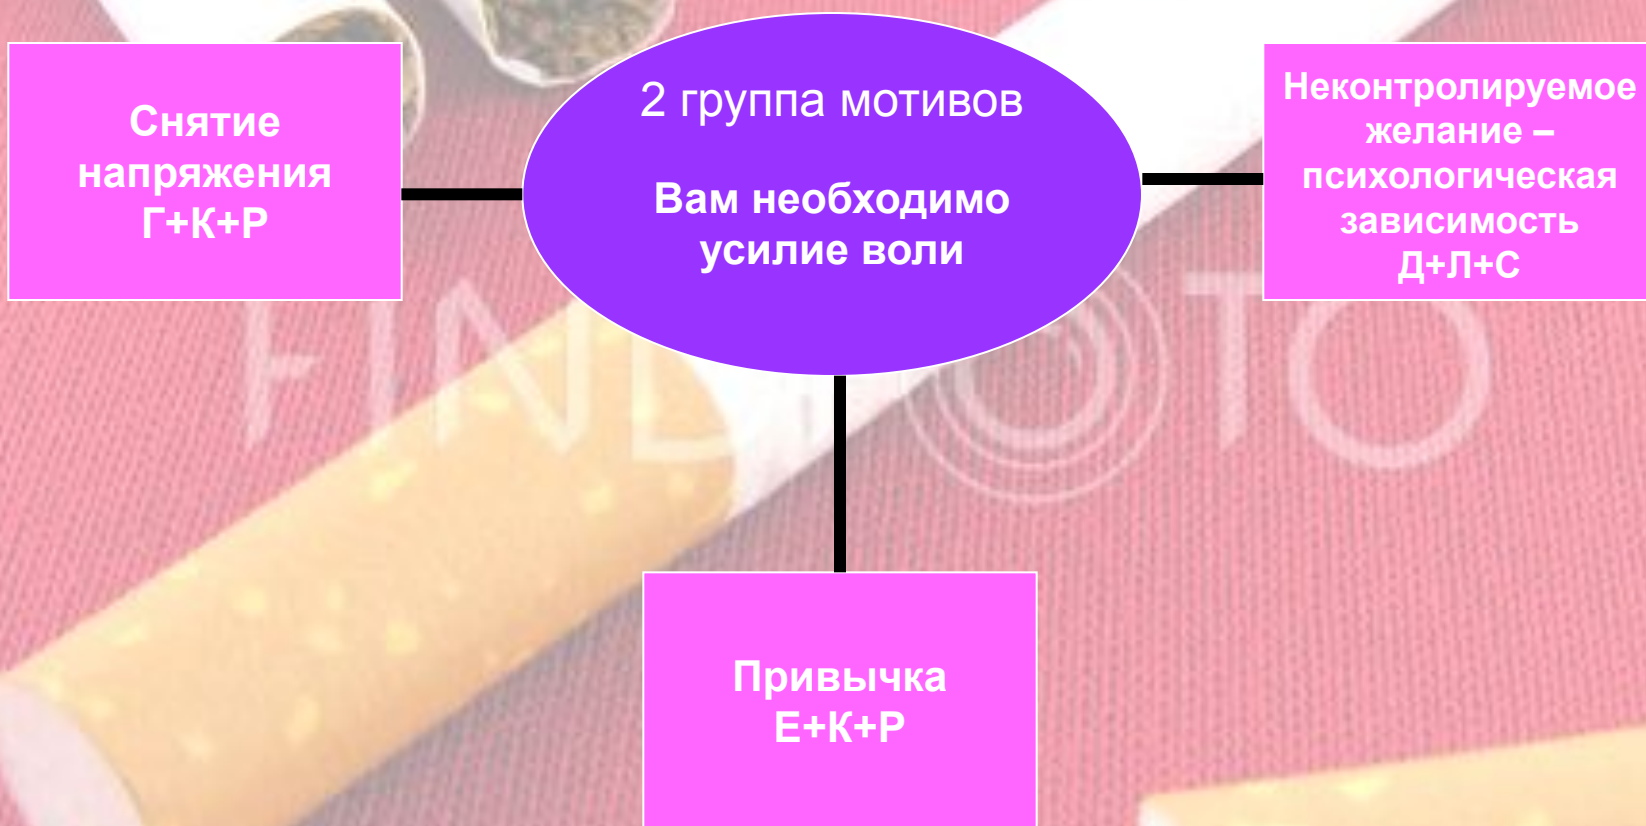 2 группа мотивов
Вам необходимо
усилие воли
Снятие
напряжения
Г+К+Р
Неконтролируемое
желание –
психологическая
зависимость
Д+Л+С
Привычка
Е+К+Р